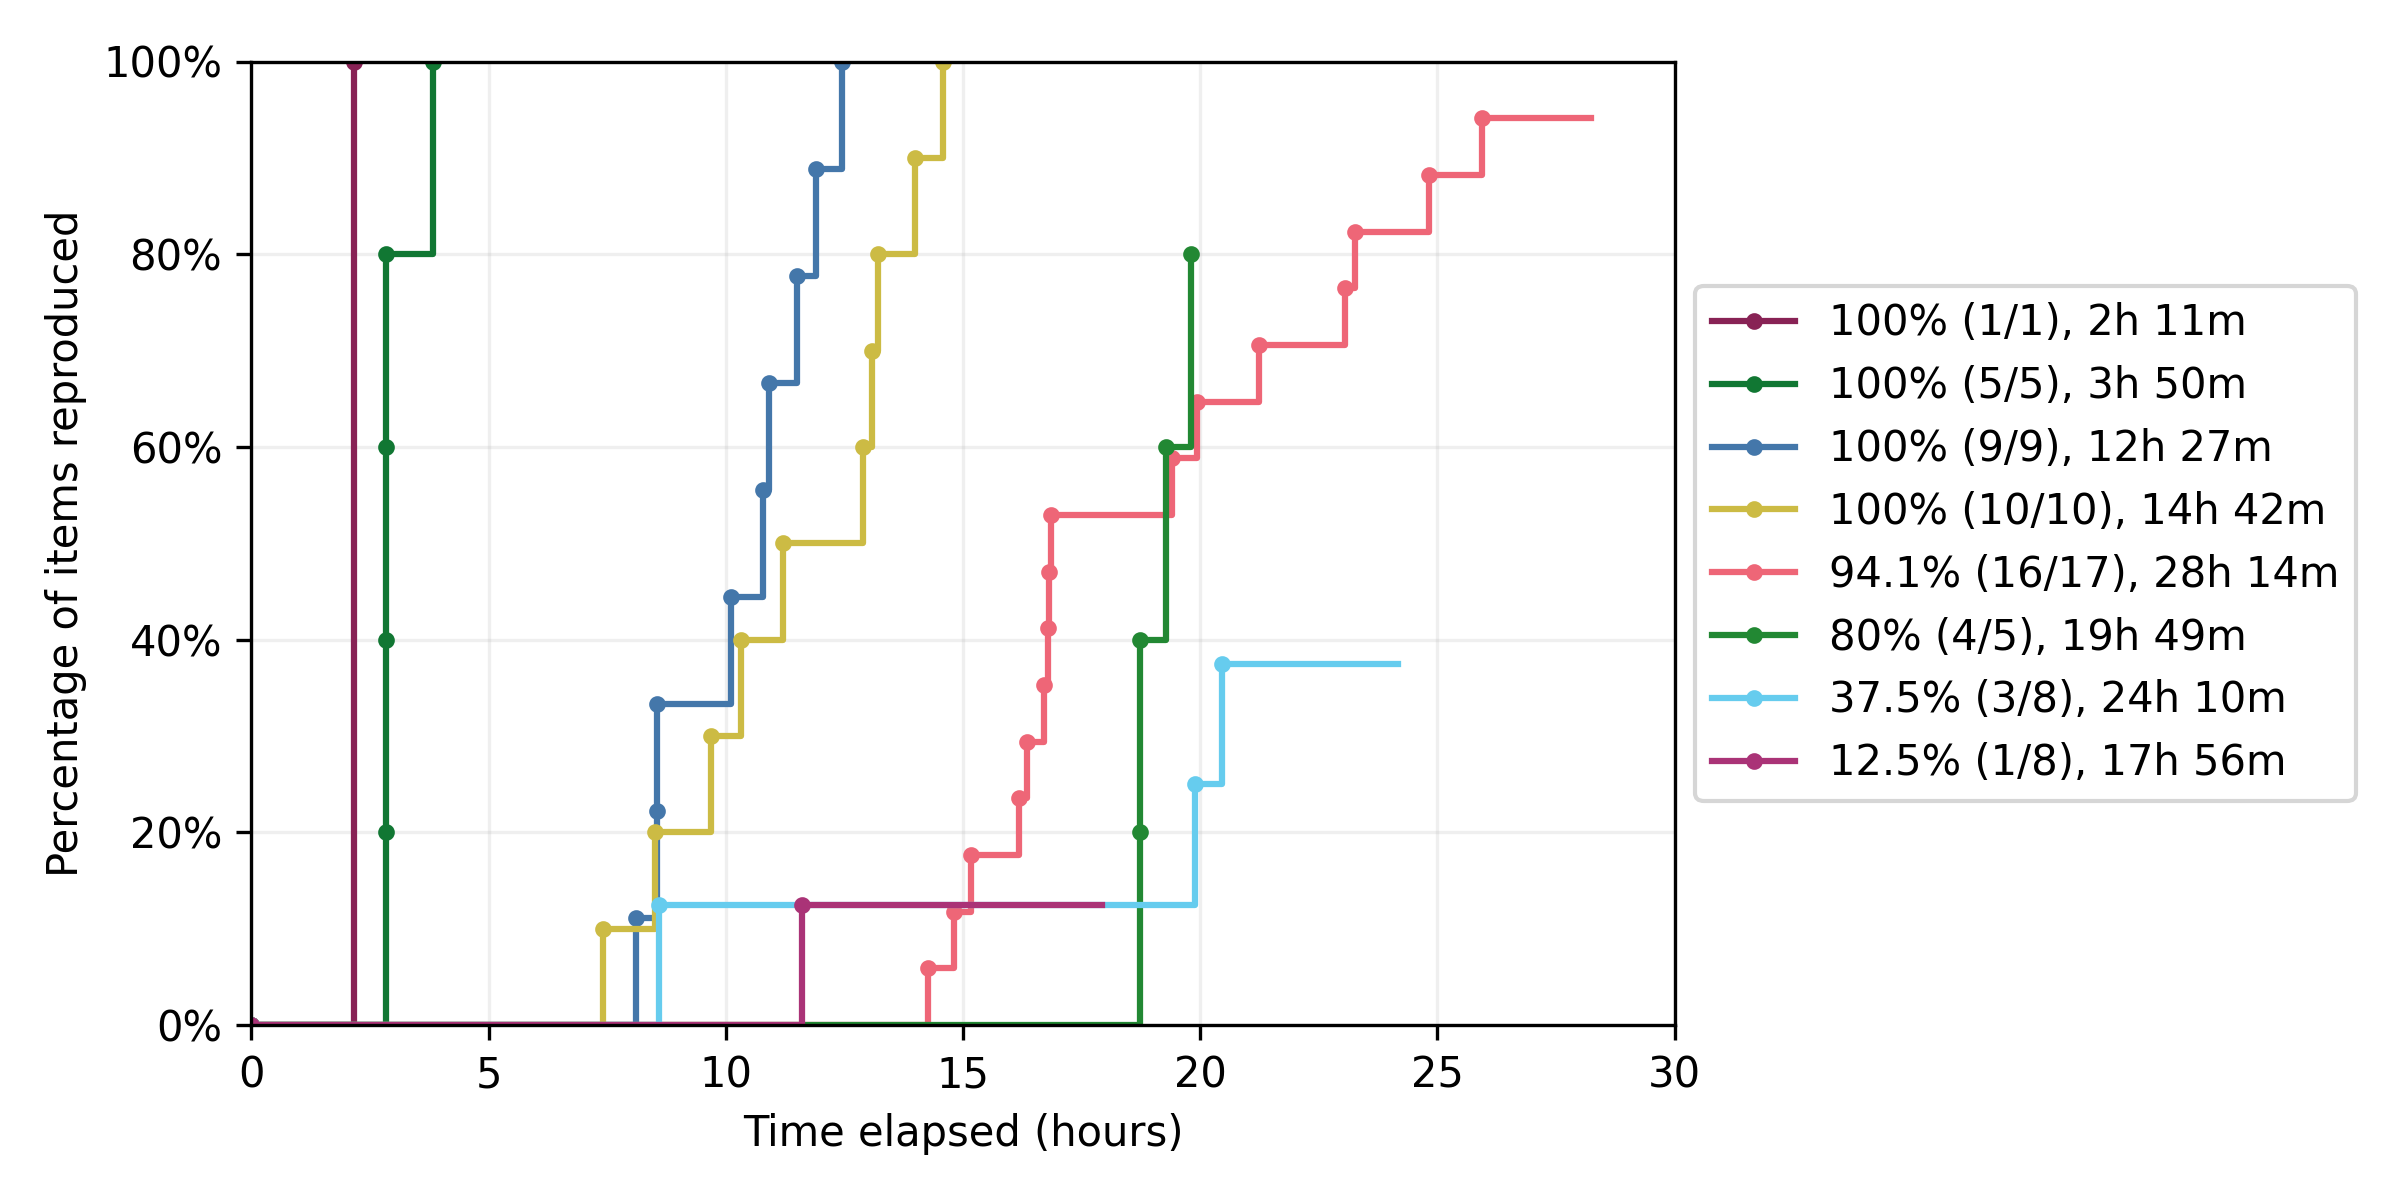 100%
80%
60%
40%
20%
0%
Percentage of items reproduced
0 5 10 15 20 25 30
Time elapsed (hours)
100% (1/1), 2h 11m
100% (5/5), 3h 50m
100% (9/9), 12h 27m
100% (10/10), 14h 42m
94.1% (16/17), 28h 14m
80% (4/5), 19h 49m
37.5% (3/8), 24h 10m
12.5% (1/8), 17h 56m